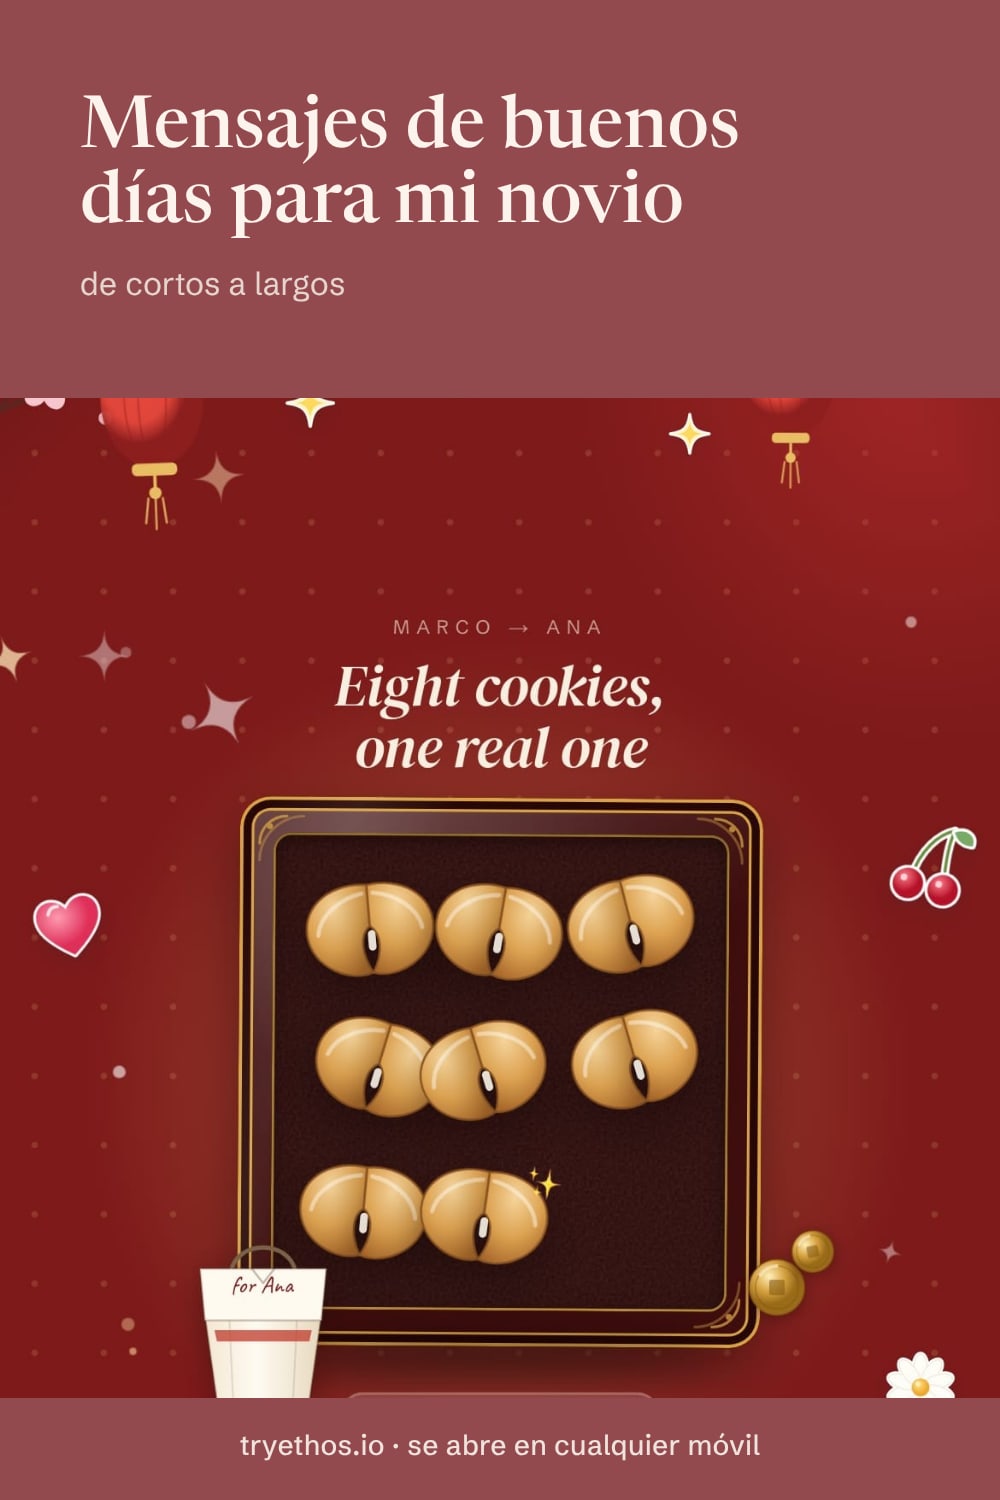 Mensajes de buenos
días para mi novio
de cortos a largos
MARCO → ANA
Eight cookies,
one real one
for Ana
tryethos.io · se abre en cualquier móvil